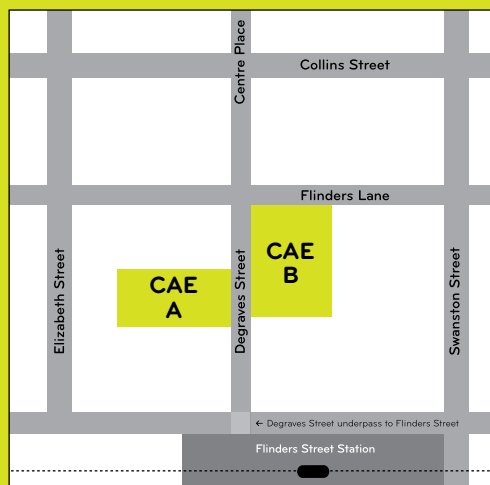 Centre Place
Collins Street
Flinders Lane
Elizabeth Street
CAE
A
Degraves Street
CAE
B
Swanston Street
← Degraves Street underpass to Flinders Street
Flinders Street Station